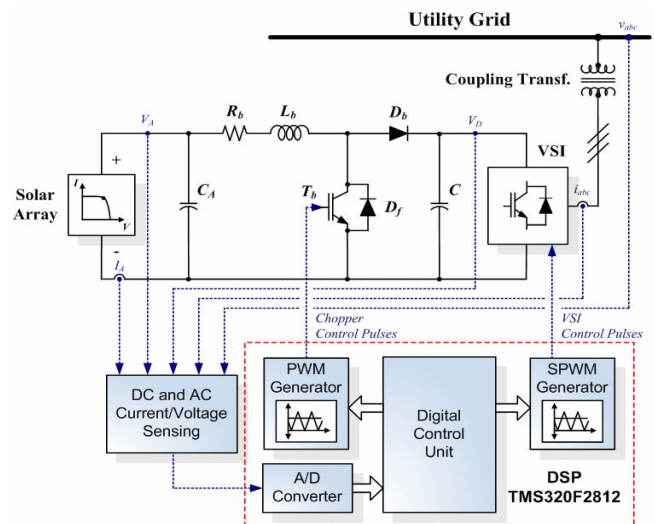 Utility Grid
v_abc
Coupling Transf.
V_A
R_b
L_b
D_b
V_D
VSI
Solar
Array
+
I
V
-
I_A
C_A
T_b
D_f
C
i_abc
Chopper
Control Pulses
VSI
Control Pulses
DC and AC
Current/Voltage
Sensing
PWM
Generator
A/D
Converter
Digital
Control
Unit
SPWM
Generator
DSP
TMS320F2812